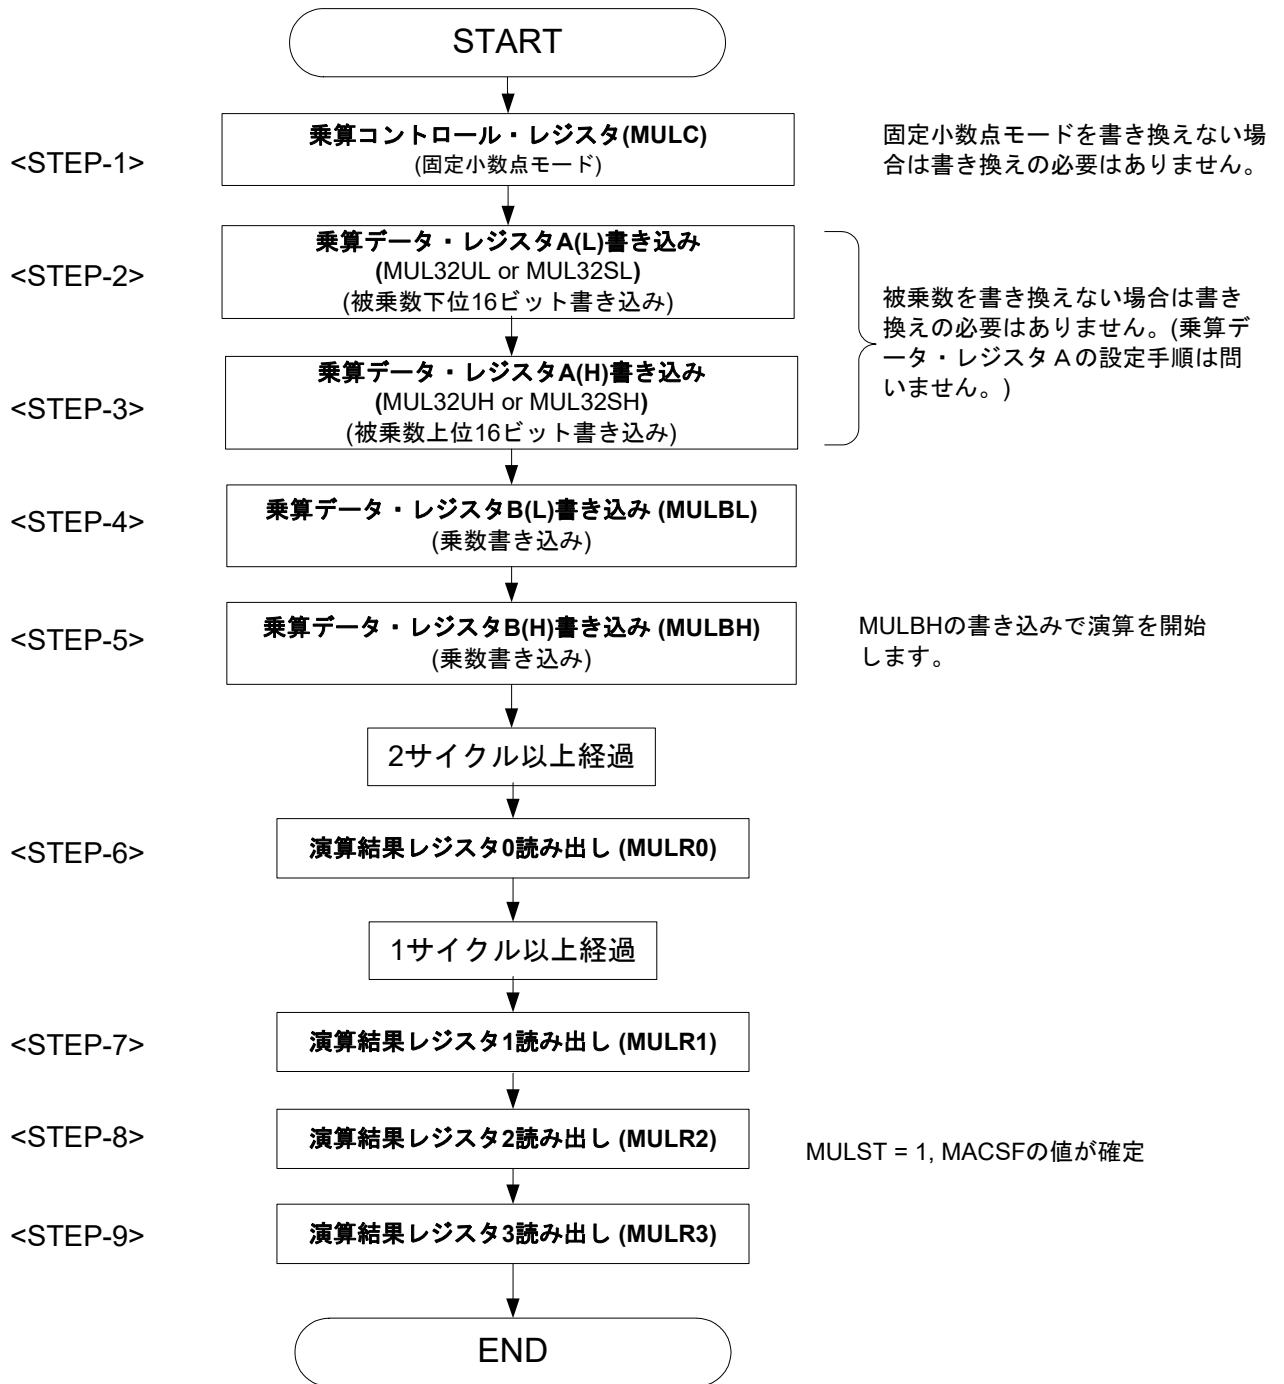 START
<STEP-1>
乗算コントロール・レジスタ(MULC)
(固定小数点モード)
固定小数点モードを書き換えない場
合は書き換えの必要はありません。
<STEP-2>
乗算データ・レジスタA(L)書き込み
(MUL32UL or MUL32SL)
(被乗数下位16ビット書き込み)
<STEP-3>
乗算データ・レジスタA(H)書き込み
(MUL32UH or MUL32SH)
(被乗数上位16ビット書き込み)
被乗数を書き換えない場合は書き
換えの必要はありません。(乗算デ
ータ・レジスタAの設定手順は問
いません。)
<STEP-4>
乗算データ・レジスタB(L)書き込み (MULBL)
(乗数書き込み)
<STEP-5>
乗算データ・レジスタB(H)書き込み (MULBH)
(乗数書き込み)
MULBHの書き込みで演算を開始
します。
2サイクル以上経過
<STEP-6>
演算結果レジスタ0読み出し (MULR0)
1サイクル以上経過
<STEP-7>
演算結果レジスタ1読み出し (MULR1)
<STEP-8>
演算結果レジスタ2読み出し (MULR2)
MULST = 1, MACSFの値が確定
<STEP-9>
演算結果レジスタ3読み出し (MULR3)
END